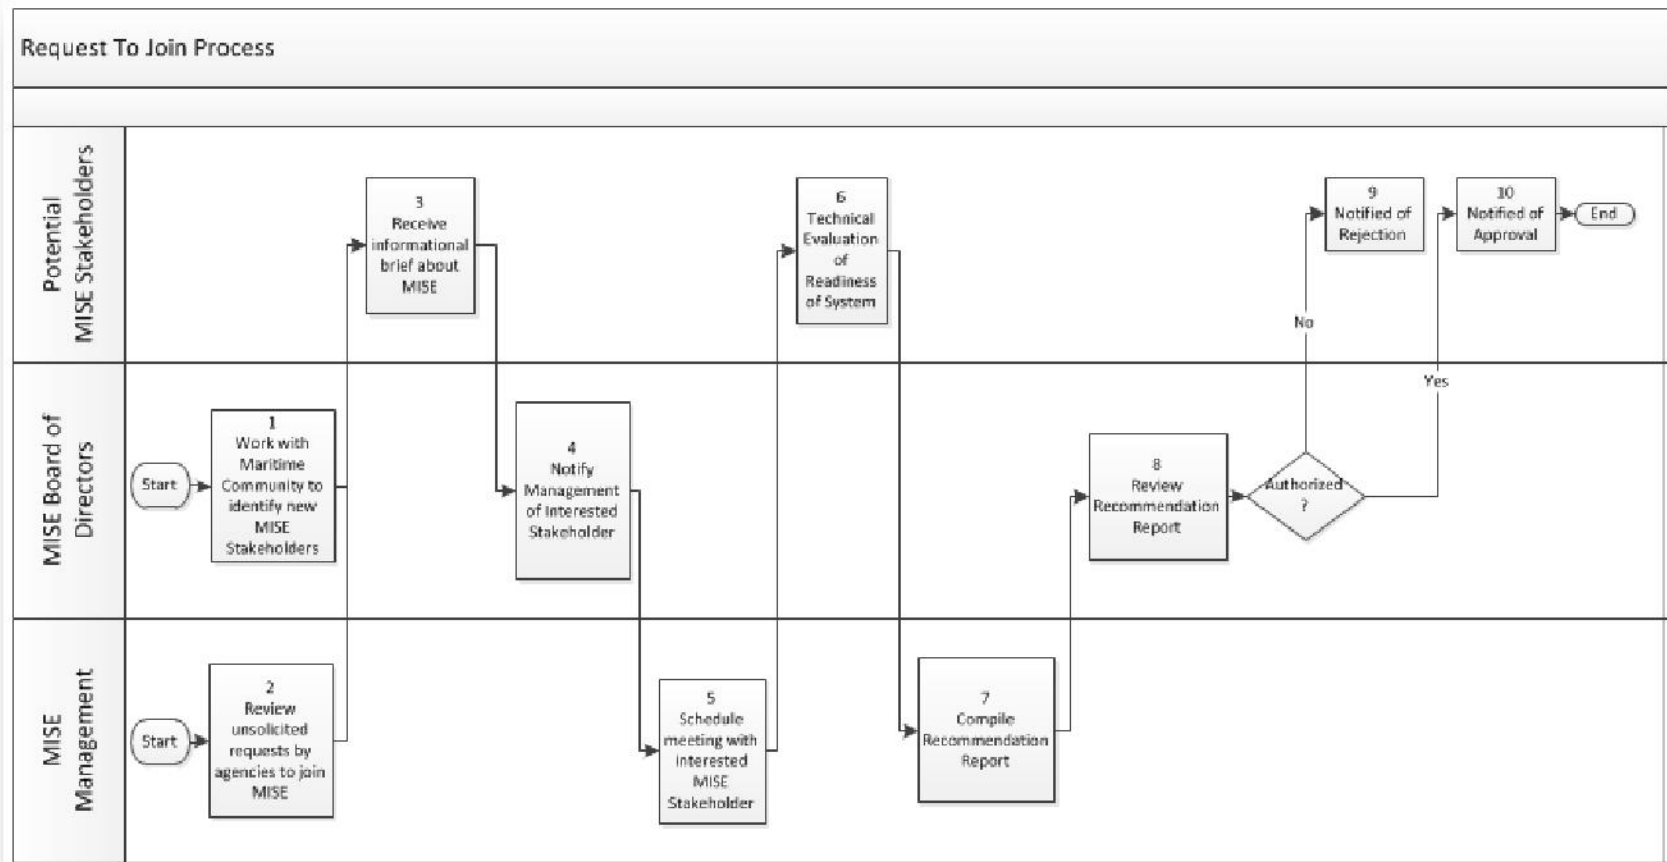 Request To Join Process
Potential
MISE Stakeholders
3
Receive
informational
brief about
MISE
6
Technical
Evaluation
of
Readiness
of System
9
Notified of
Rejection
10
Notified of
Approval
End
No
MISE Board of
Directors
Start
1
Work with
Maritime
Community to
identify new
MISE
Stakeholders
4
Notify
Management
of Interested
Stakeholder
8
Review
Recommendation
Report
Authorized
?
Yes
MISE
Management
Start
2
Review
unsolicited
requests by
agencies to join
MISE
5
Schedule
meeting with
Interested
MISE
Stakeholder
7
Compile
Recommendation
Report